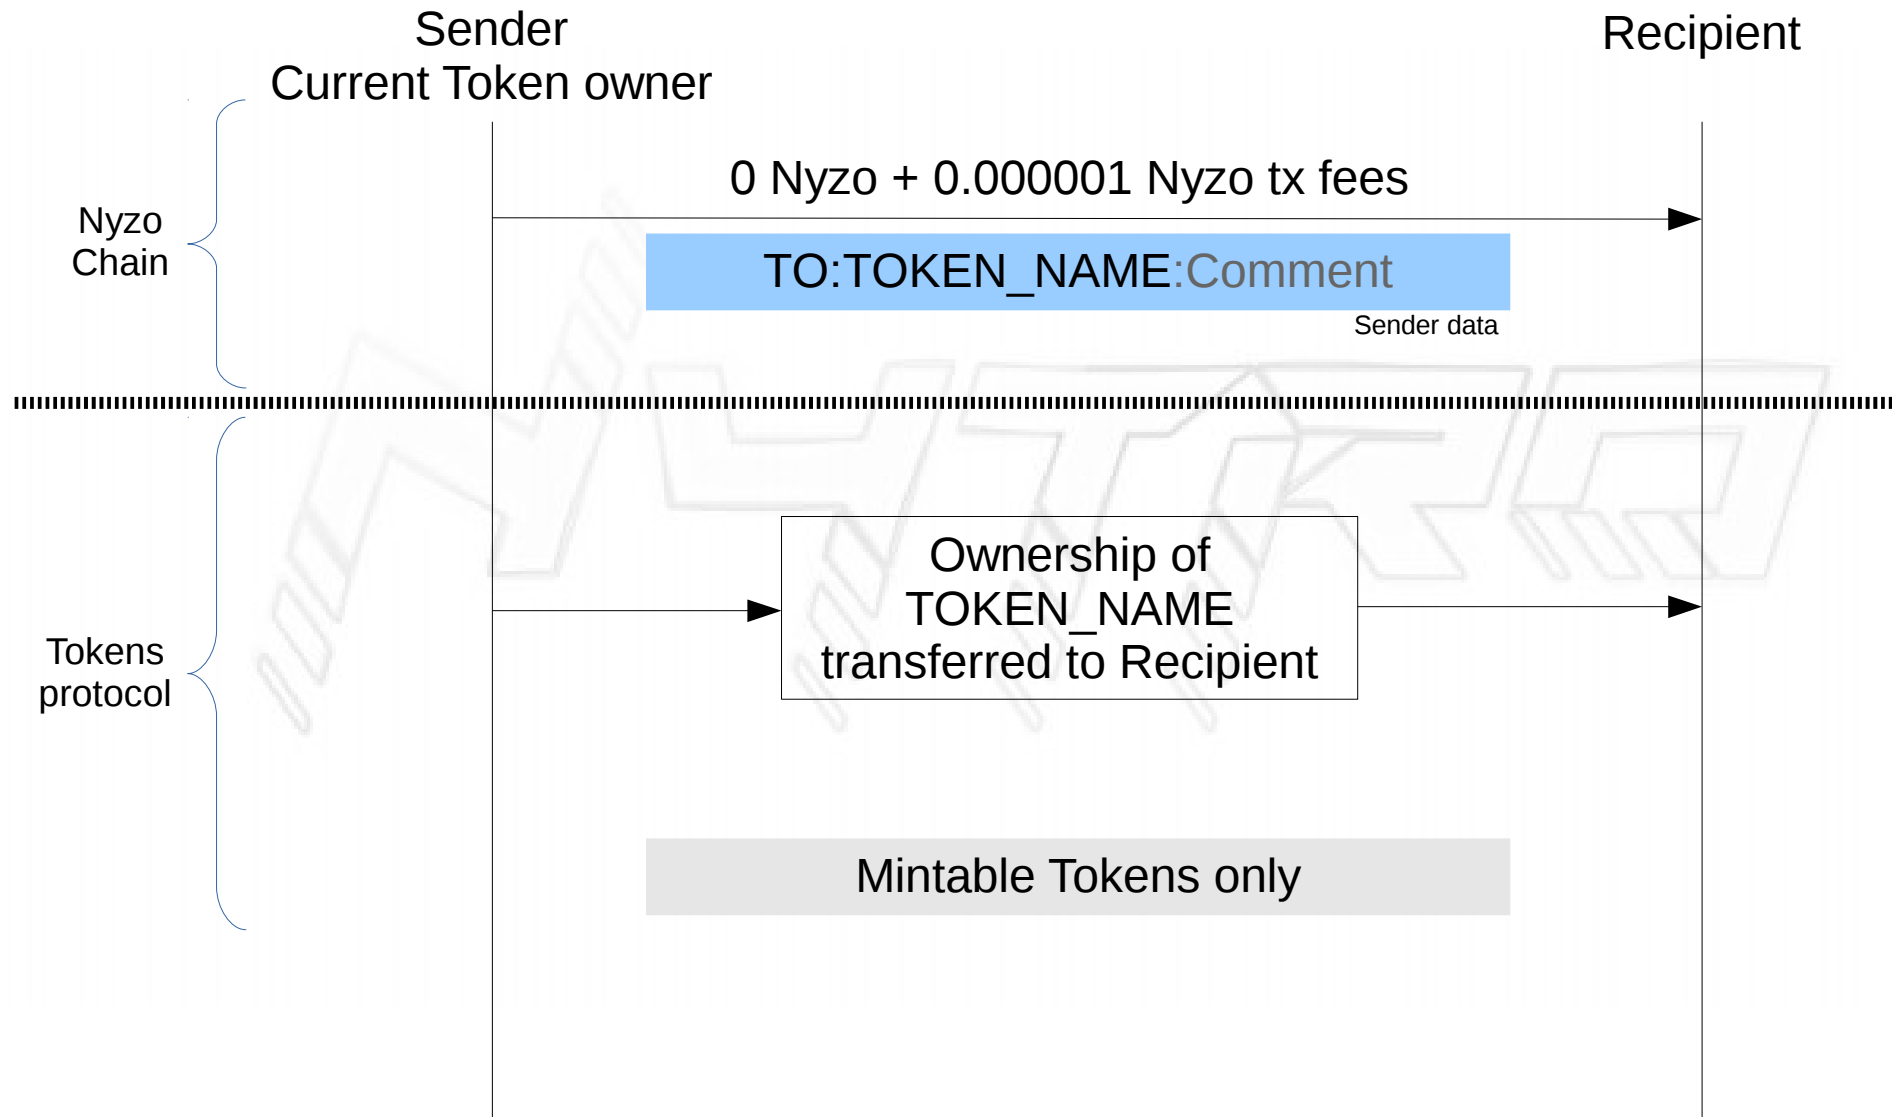 Sender
Current Token owner
Recipient
0 Nyzo + 0.000001 Nyzo tx fees
Nyzo
Chain
TO:TOKEN_NAME:Comment
Sender data
NYTRO
Ownership of
TOKEN_NAME
transferred to Recipient
Tokens
protocol
Mintable Tokens only